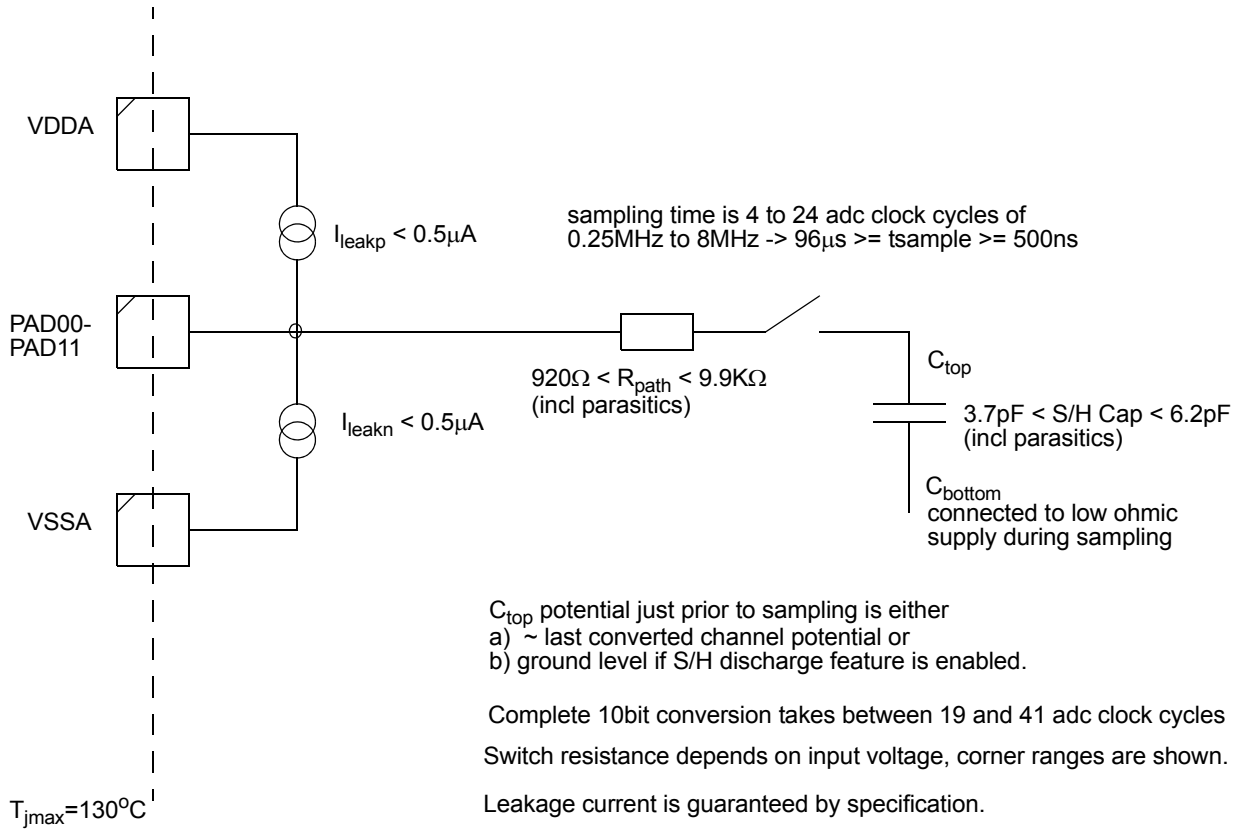 VDDA
sampling time is 4 to 24 adc clock cycles of
0.25MHz to 8MHz -> 96μs >= tsample >= 500ns
Ileakp < 0.5μA
PAD00-
PAD11
920Ω < Rpath < 9.9KΩ
(incl parasitics)
Ctop
3.7pF < S/H Cap < 6.2pF
(incl parasitics)
Ileakn < 0.5μA
VSSA
Cbottom
connected to low ohmic
supply during sampling
Ctop potential just prior to sampling is either
a) ~ last converted channel potential or
b) ground level if S/H discharge feature is enabled.
Complete 10bit conversion takes between 19 and 41 adc clock cycles
Switch resistance depends on input voltage, corner ranges are shown.
Leakage current is guaranteed by specification.
Tjmax=130oC